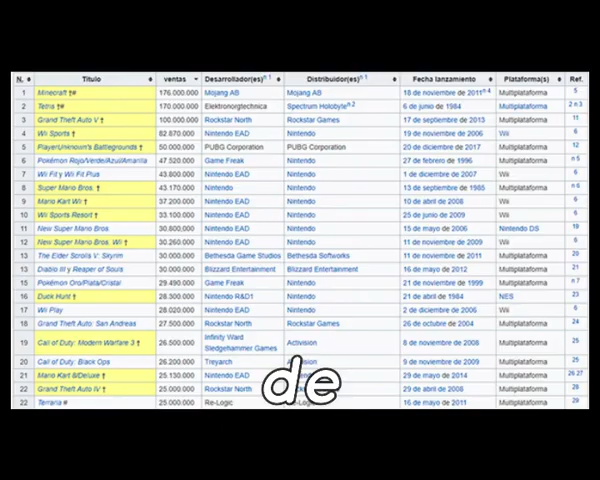 N. Título ventas Desarrollador(es) n 1 Distribuidor(es) n 1 Fecha lanzamiento Plataforma(s) Ref.
1 Minecraft †# 176.000.000 Mojang AB Mojang AB 18 de noviembre de 2011 n 4 Multiplataforma 5
2 Tetris †# 170.000.000 Elektronorgtechnica Spectrum Holobyte n 2 6 de junio de 1984 Multiplataforma 2 n 3
3 Grand Theft Auto V † 100.000.000 Rockstar North Rockstar Games 17 de septiembre de 2013 Multiplataforma 11
4 Wii Sports † 82.870.000 Nintendo EAD Nintendo 19 de noviembre de 2006 Wii 6
5 PlayerUnknown's Battlegrounds † 50.000.000 PUBG Corporation PUBG Corporation 20 de diciembre de 2017 Multiplataforma 12
6 Pokémon Rojo/Verde/Azul/Amarilla 47.520.000 Game Freak Nintendo 27 de febrero de 1996 Multiplataforma n 5
7 Wii Fit y Wii Fit Plus 43.800.000 Nintendo EAD Nintendo 1 de diciembre de 2007 Wii 6
8 Super Mario Bros. † 43.170.000 Nintendo Nintendo 13 de septiembre de 1985 Multiplataforma n 6
9 Mario Kart Wii † 37.200.000 Nintendo EAD Nintendo 10 de abril de 2008 Wii 6
10 Wii Sports Resort † 33.100.000 Nintendo EAD Nintendo 25 de junio de 2009 Wii 6
11 New Super Mario Bros. 30.800.000 Nintendo EAD Nintendo 15 de mayo de 2006 Nintendo DS 19
12 New Super Mario Bros. Wii † 30.260.000 Nintendo EAD Nintendo 11 de noviembre de 2009 Wii 6
13 The Elder Scrolls V: Skyrim 30.000.000 Bethesda Game Studios Bethesda Softworks 11 de noviembre de 2011 Multiplataforma 20
13 Diablo III y Reaper of Souls 30.000.000 Blizzard Entertainment Blizzard Entertainment 16 de mayo de 2012 Multiplataforma 21
15 Pokémon Oro/Plata/Cristal 29.490.000 Game Freak Nintendo 21 de noviembre de 1999 Multiplataforma n 7
16 Duck Hunt † 28.300.000 Nintendo R&D1 Nintendo 21 de abril de 1984 NES 23
17 Wii Play 28.020.000 Nintendo EAD Nintendo 2 de diciembre de 2006 Wii 6
18 Grand Theft Auto: San Andreas 27.500.000 Rockstar North Rockstar Games 26 de octubre de 2004 Multiplataforma 24
19 Call of Duty: Modern Warfare 3 † 26.500.000 Infinity Ward Sledgehammer Games Activision 8 de noviembre de 2011 Multiplataforma 25
20 Call of Duty: Black Ops 26.200.000 Treyarch 9 de noviembre de 2010 Multiplataforma 25
21 Mario Kart 8/Deluxe † 25.130.000 Nintendo EAD 29 de mayo de 2014 Multiplataforma 26 27
22 Grand Theft Auto IV † 25.000.000 Rockstar North 29 de abril de 2008 Multiplataforma 28
22 Terraria # 25.000.000 Re-Logic 16 de mayo de 2011 Multiplataforma 29
de